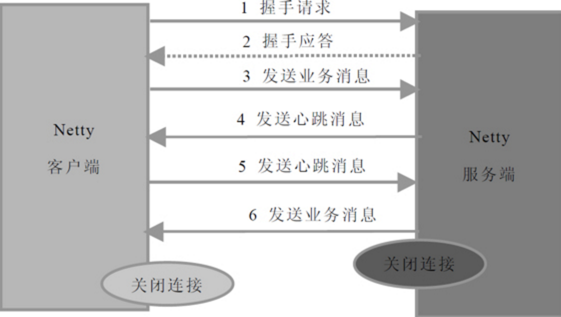 1 握手请求
2 握手应答
3 发送业务消息
4 发送心跳消息
5 发送心跳消息
6 发送业务消息
Netty
客户端
Netty
服务端
关闭连接
关闭连接